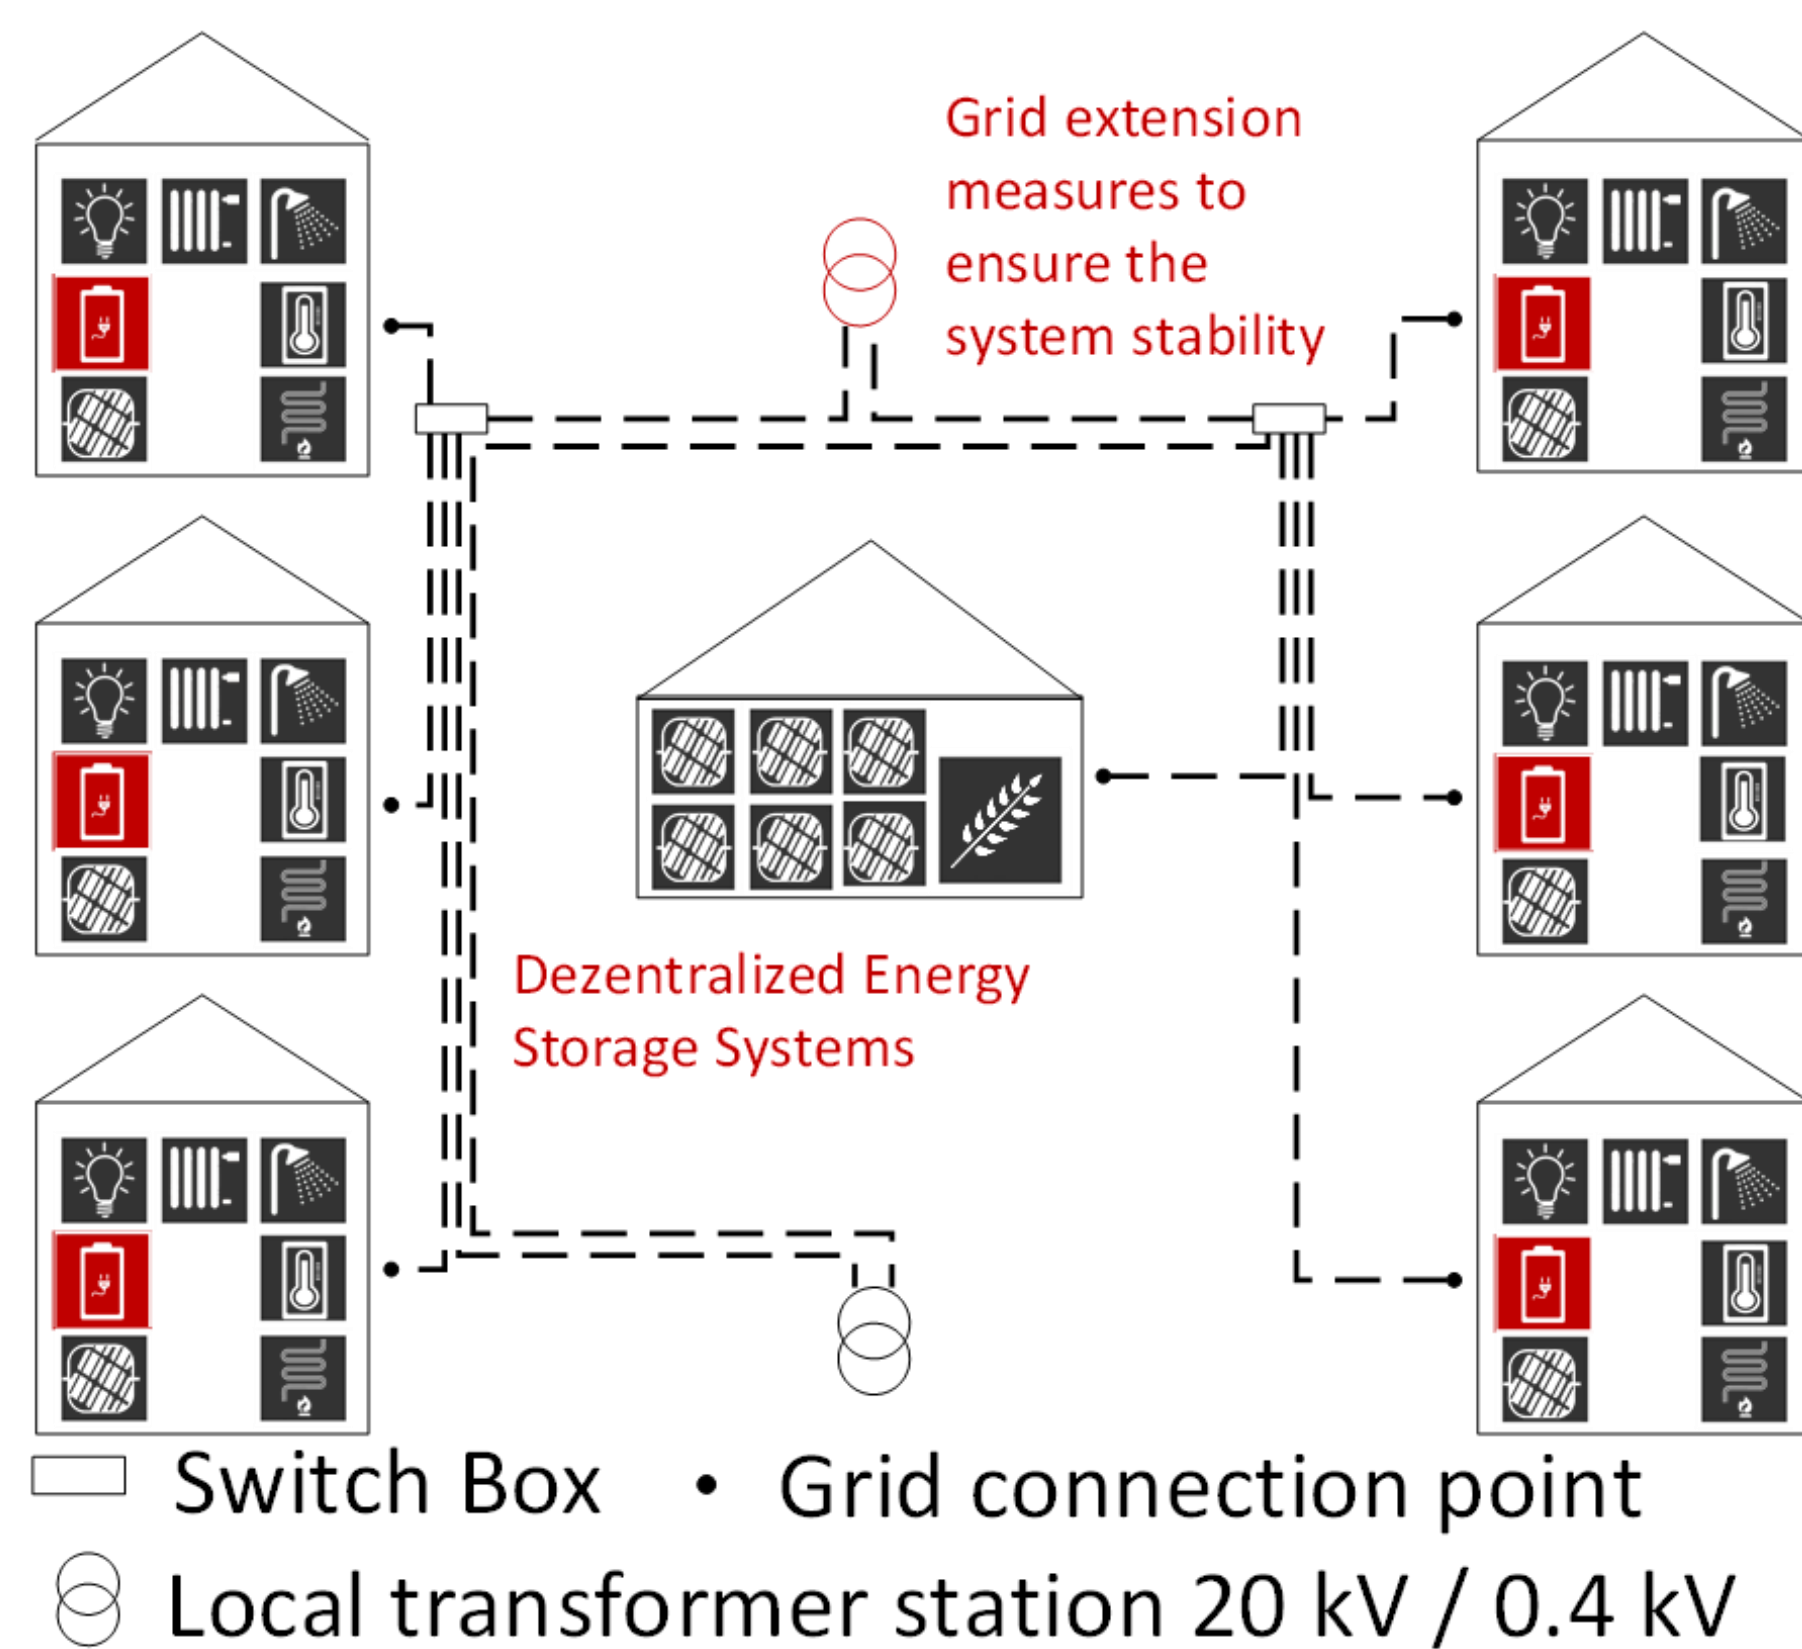 Grid extension
measures to
ensure the
system stability
Dezentralized Energy
Storage Systems
Switch Box
Grid connection point
Local transformer station 20 kV / 0.4 kV